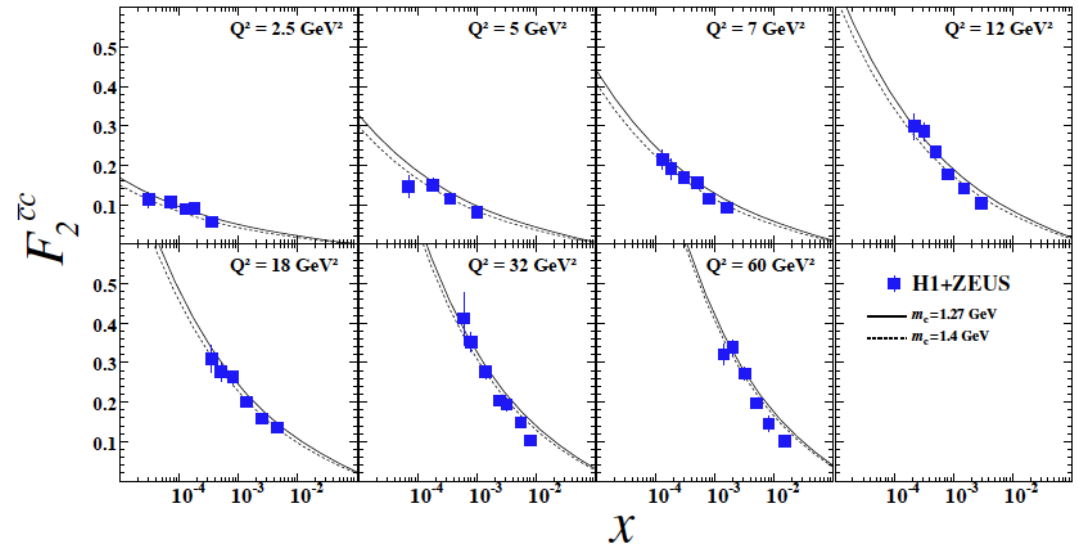 Q² = 2.5 GeV²
Q² = 5 GeV²
Q² = 7 GeV²
Q² = 12 GeV²
0.5
0.4
0.3
0.2
0.1
F₂^{c̄c}
Q² = 18 GeV²
Q² = 32 GeV²
Q² = 60 GeV²
H1+ZEUS
m_c=1.27 GeV
m_c=1.4 GeV
0.5
0.4
0.3
0.2
0.1
10⁻⁴ 10⁻³ 10⁻²
10⁻⁴ 10⁻³ 10⁻²
10⁻⁴ 10⁻³ 10⁻²
10⁻⁴ 10⁻³ 10⁻²
x